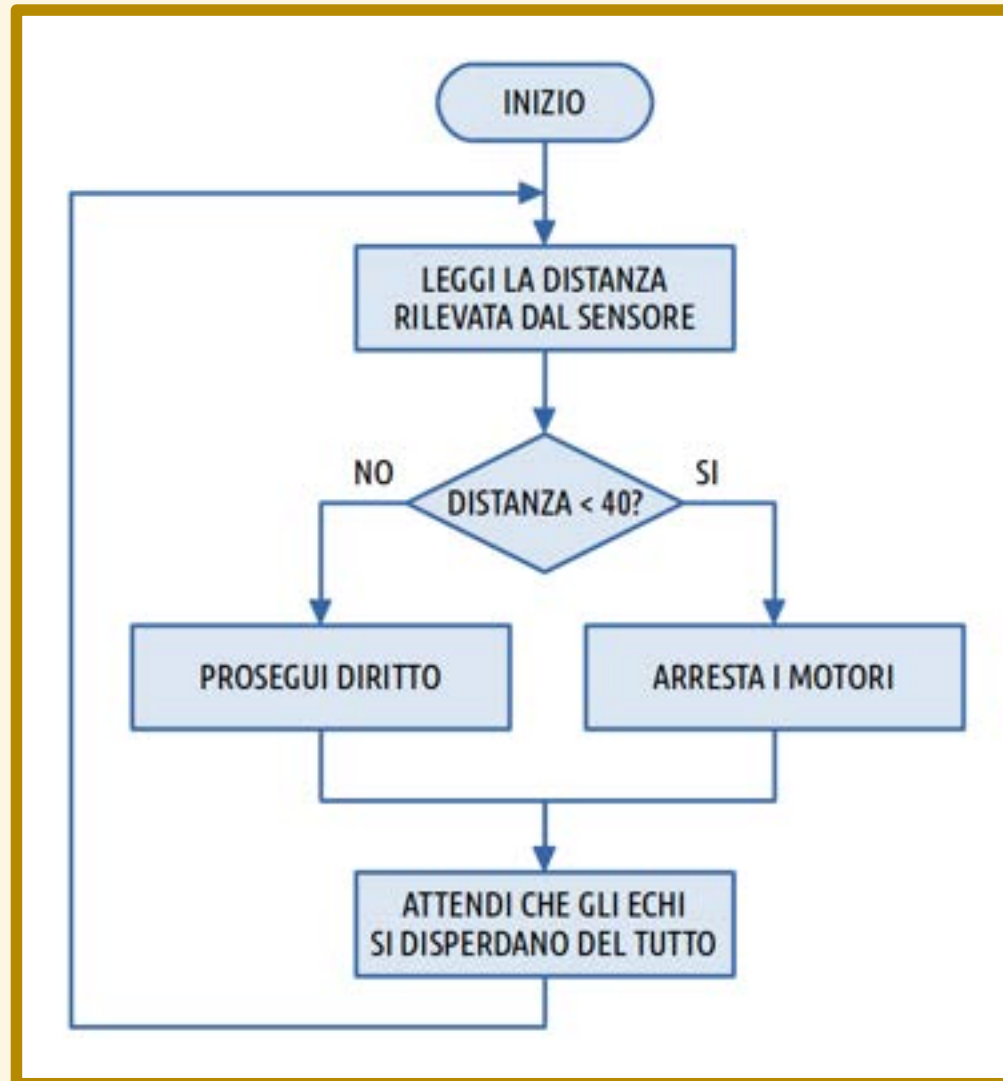 INIZIO
LEGGI LA DISTANZA
RILEVATA DAL SENSORE
NO
SI
DISTANZA < 40?
PROSEGUI DIRITTO
ARRESTA I MOTORI
ATTENDI CHE GLI ECHI
SI DISPERDANO DEL TUTTO